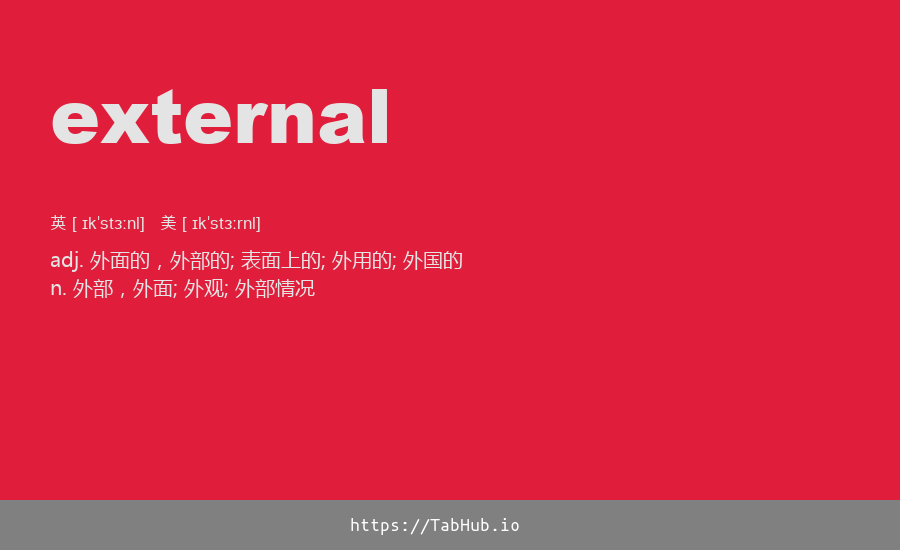 external
英 [ ɪkˈstɜːnl]   美 [ ɪkˈstɜːrnl]
adj. 外面的，外部的; 表面上的; 外用的; 外国的
n. 外部，外面; 外观; 外部情况
https://TabHub.io